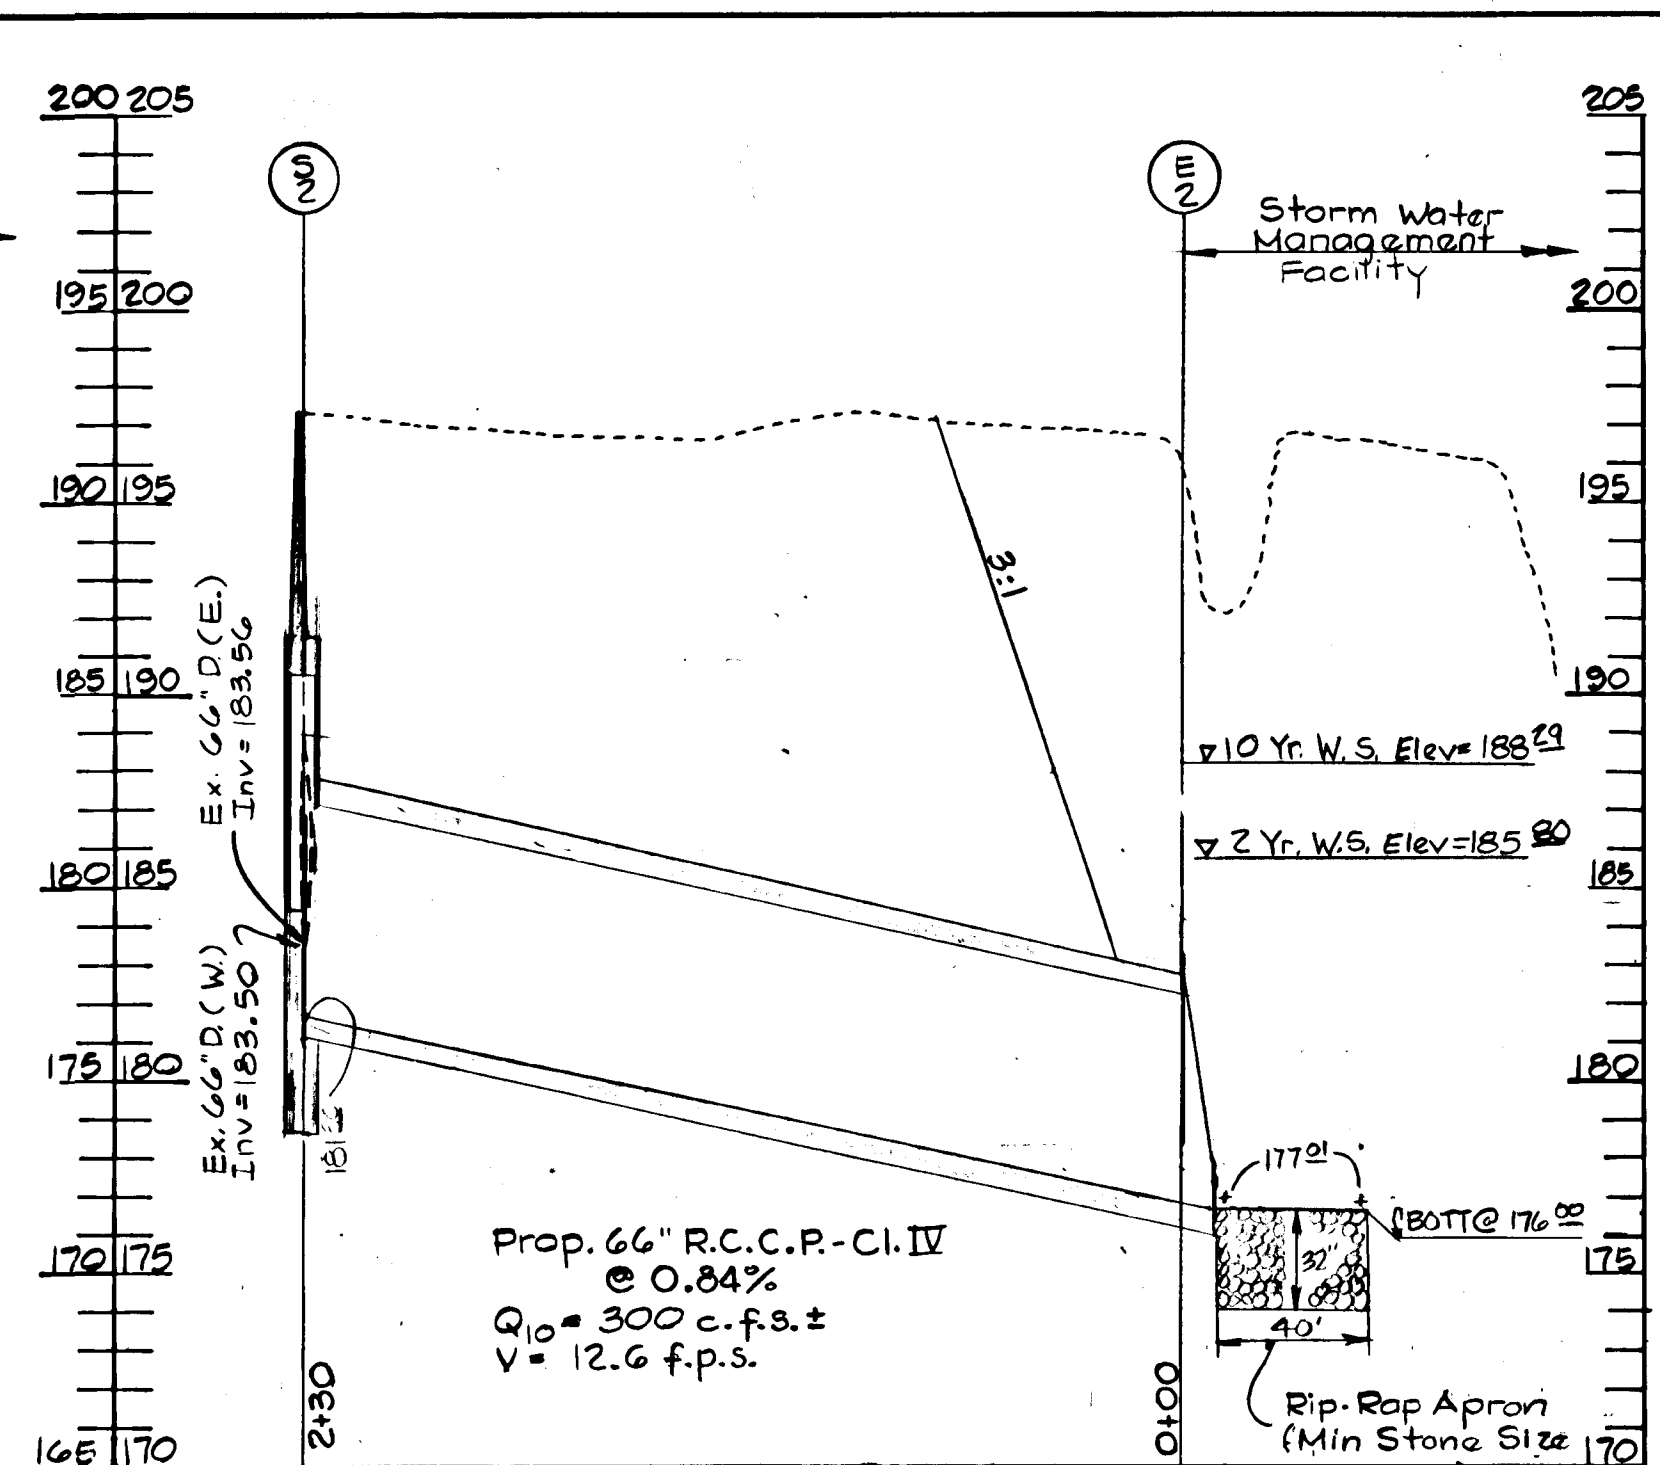 200 205
205
S
2
E
2
Storm Water
Management
Facility
195 200
200
190 195
195
3:1
Ex. 66" D. (E.)
Inv = 183.56
185 190
190
10 Yr. W. S. Elev = 188 29
2 Yr. W.S. Elev = 185 80
180 185
185
Ex. 66" D. (W.)
Inv = 183.50
175 180
180
177 01
BOTT @ 176 00
Prop. 66" R.C.C.P. - Cl. IV
@ 0.84%
Q10 = 300 c.f.s. ±
V = 12.6 f.p.s.
170 175
32"
175
40'
2+30
0+00
Rip-Rap Apron
(Min Stone Size
165 170
170